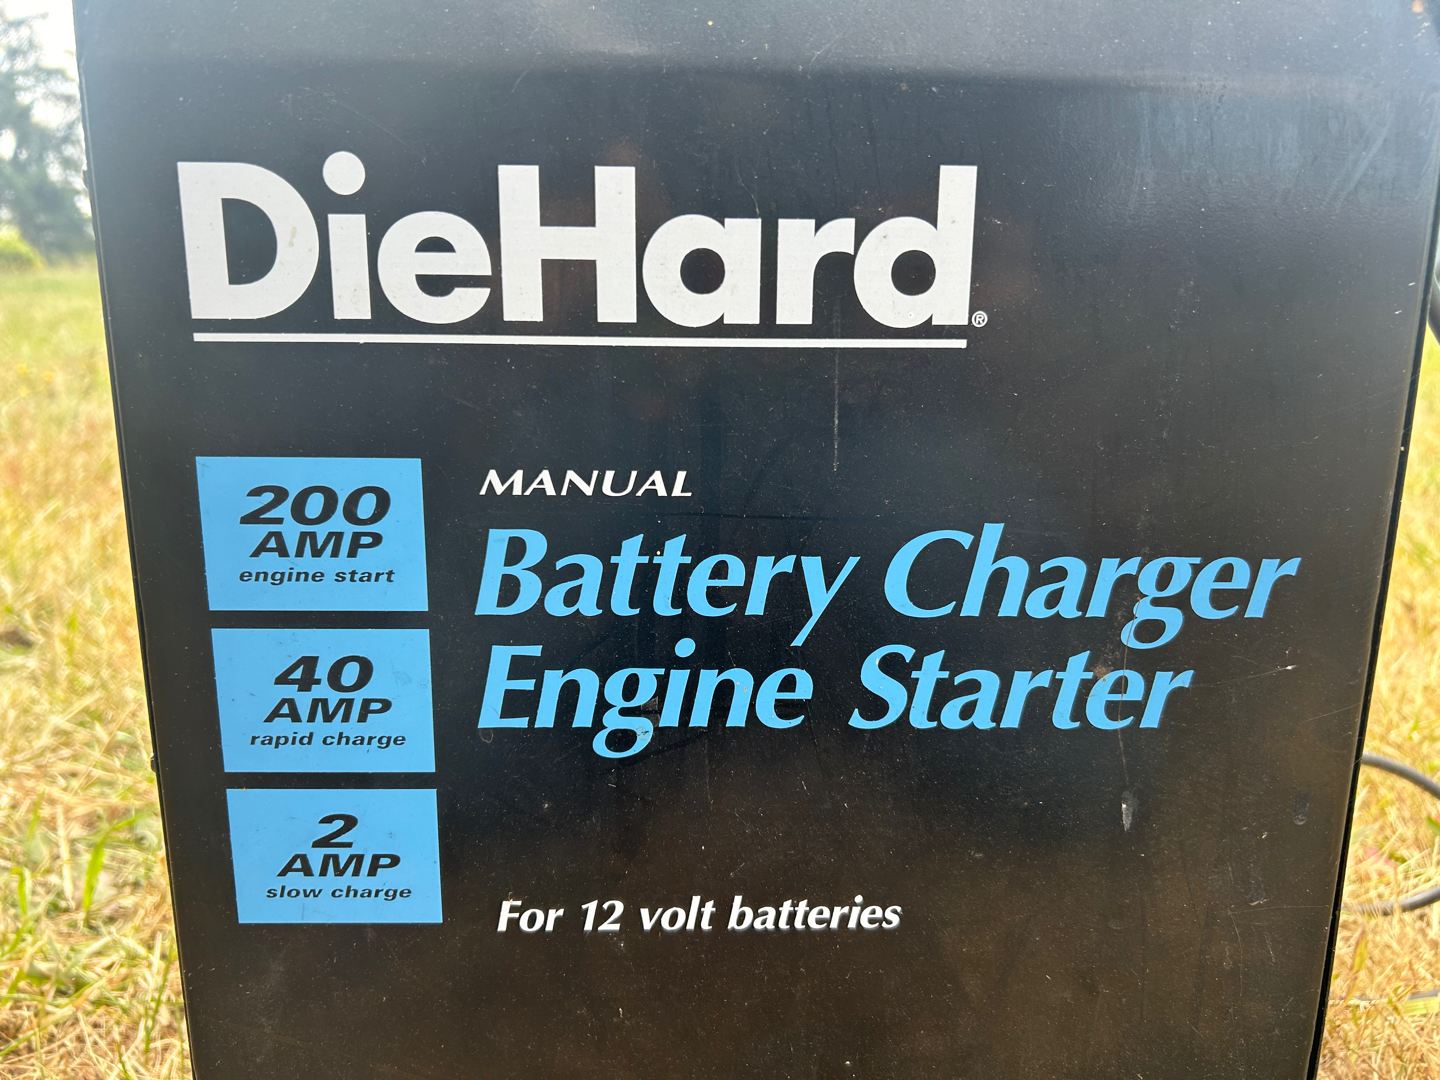 DieHard®
200
AMP
engine start
40
AMP
rapid charge
2
AMP
slow charge
MANUAL
Battery Charger
Engine Starter
For 12 volt batteries